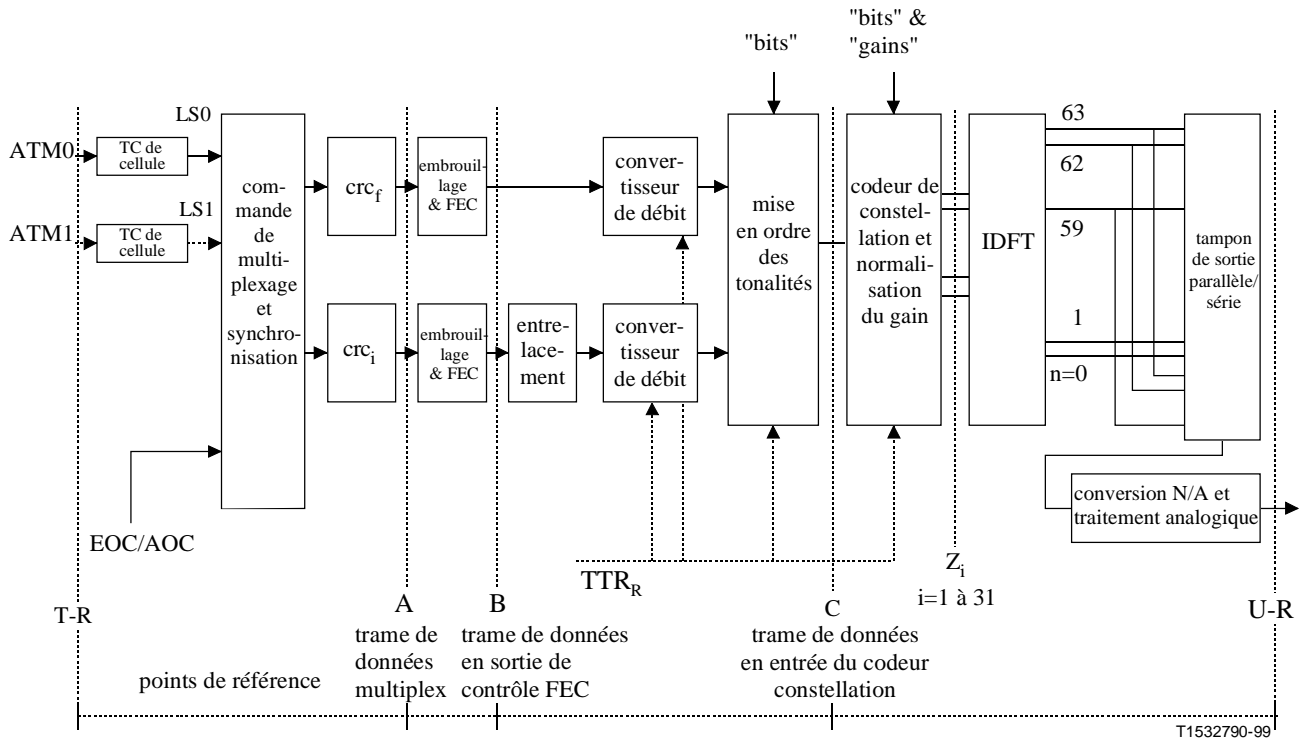 "bits"
"bits" &
"gains"
LS0
ATM0
TC de
cellule
LS1
ATM1
TC de
cellule
com-
mande
de
multi-
plexage
et
synchro-
nisation
EOC/AOC
crcf
embrouil-
lage
& FEC
conver-
tisseur
de débit
crci
embrouil-
lage
& FEC
entre-
lace-
ment
conver-
tisseur
de débit
mise
en ordre
des
tonalités
codeur de
constel-
lation et
normali-
sation
du gain
IDFT
63
62
59
1
n=0
tampon
de sortie
parallèle/
série
conversion N/A et
traitement analogique
TTRR
Zi
i=1 à 31
T-R
A
trame de
données
multiplex
B
trame de données
en sortie de
contrôle FEC
C
trame de données
en entrée du codeur
constellation
U-R
points de référence
T1532790-99